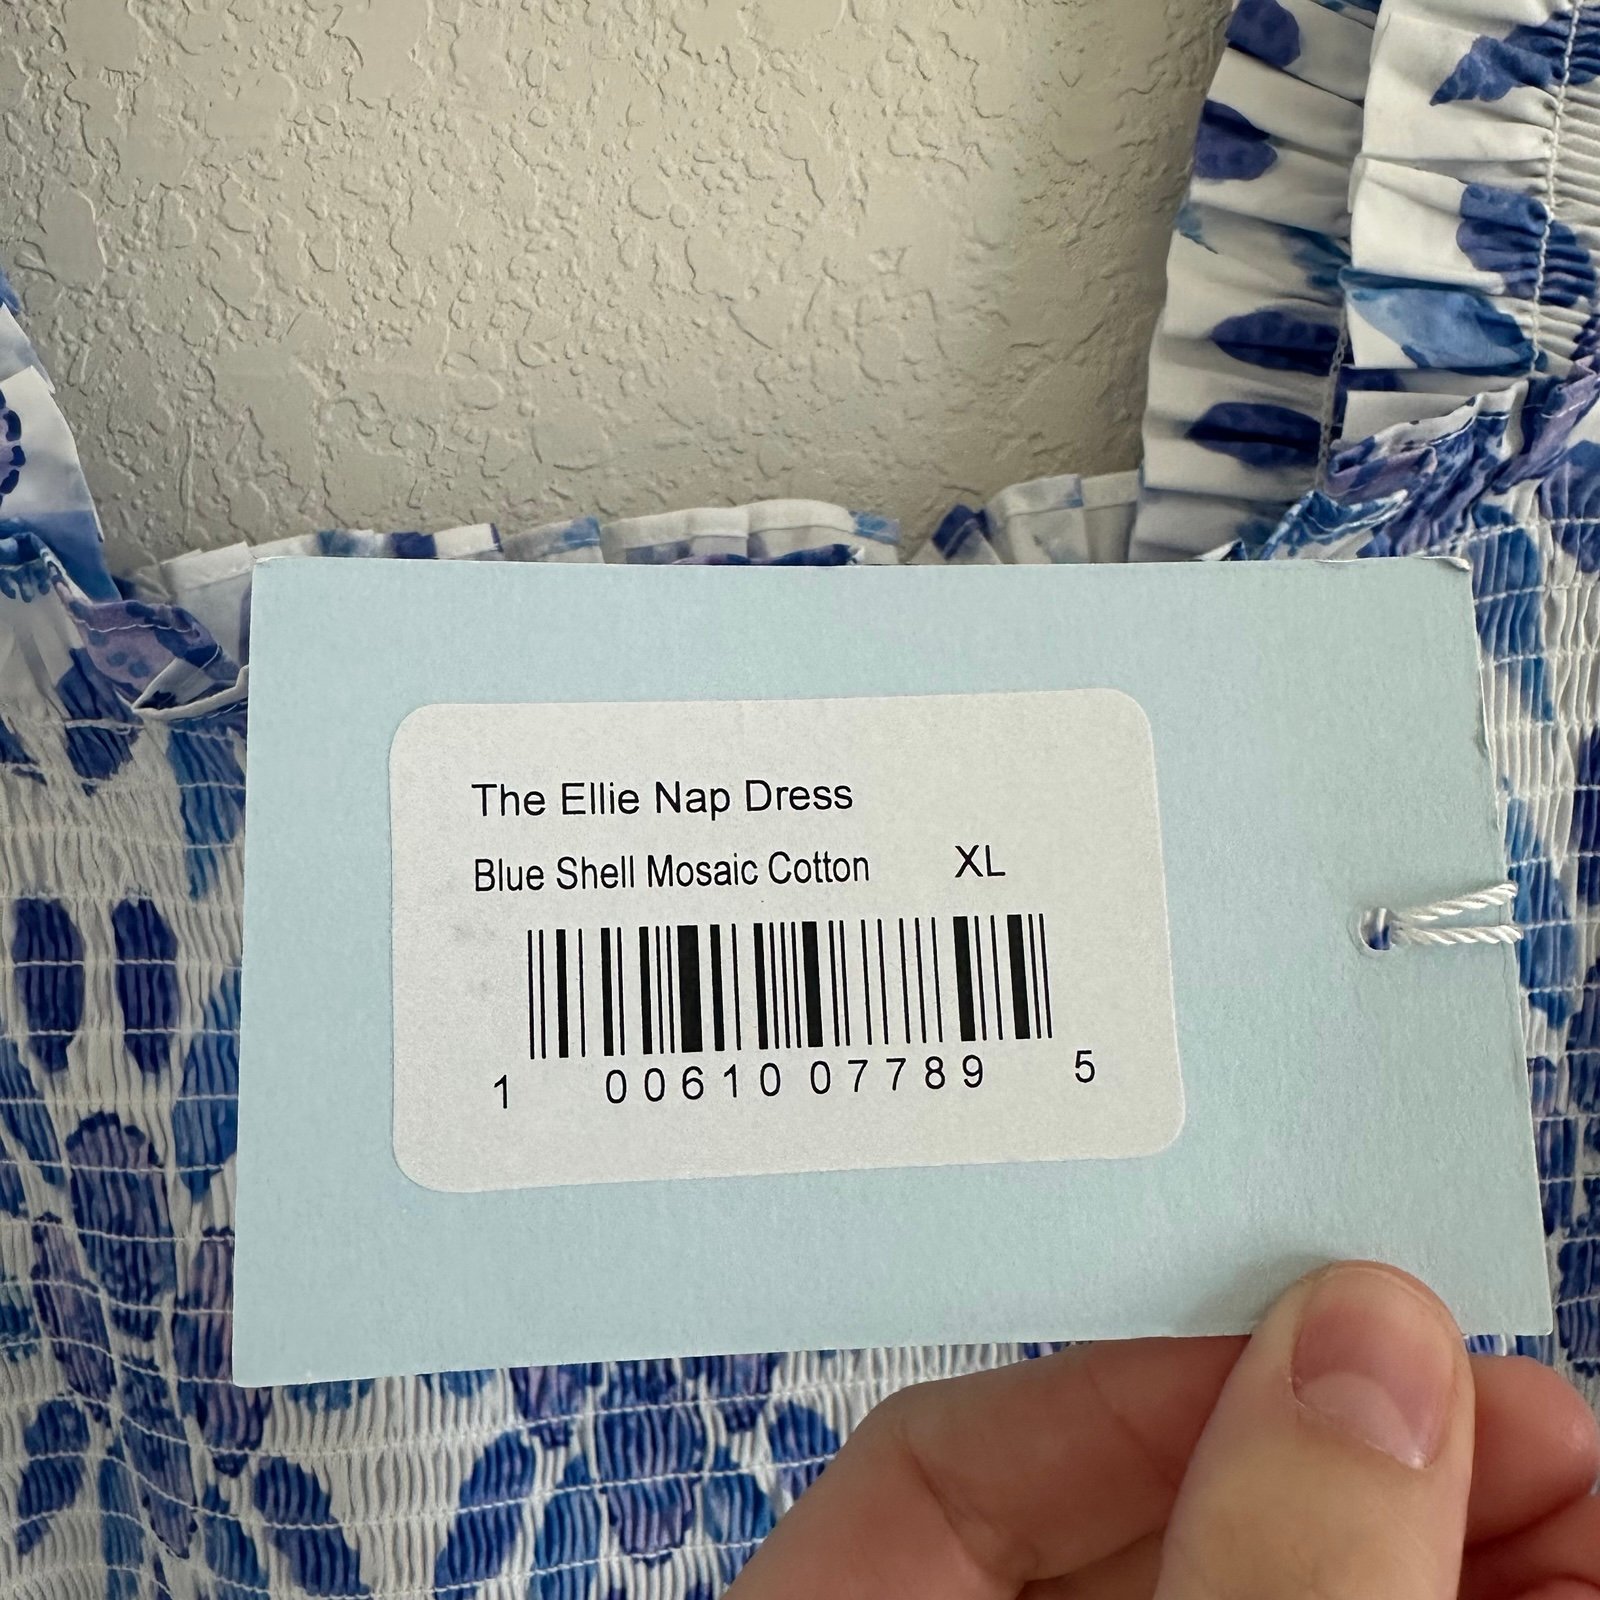 The Ellie Nap Dress
Blue Shell Mosaic Cotton XL
1 00610 07789 5